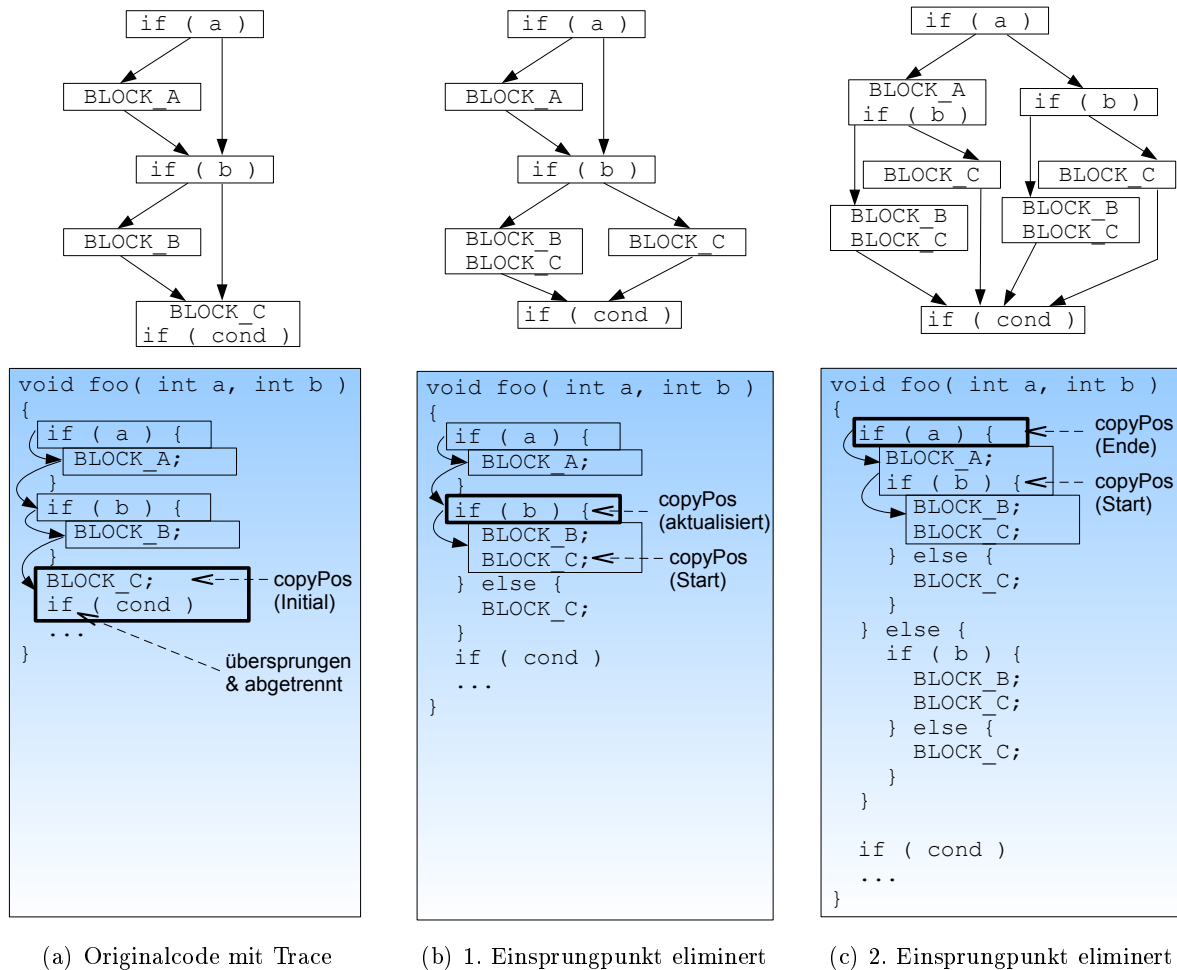 if ( a )
BLOCK_A
if ( b )
BLOCK_B
BLOCK_C
if ( cond )
void foo( int a, int b )
{
if ( a ) {
BLOCK_A;
}
if ( b ) {
BLOCK_B;
}
BLOCK_C;
if ( cond )
...
}
copyPos
(Initial)
übersprungen
& abgetrennt
(a) Originalcode mit Trace
if ( a )
BLOCK_A
if ( b )
BLOCK_B
BLOCK_C
BLOCK_C
if ( cond )
void foo( int a, int b )
{
if ( a ) {
BLOCK_A;
}
if ( b ) {
BLOCK_B;
BLOCK_C;
} else {
BLOCK_C;
}
if ( cond )
...
}
copyPos
(aktualisiert)
copyPos
(Start)
(b) 1. Einsprungpunkt eliminert
if ( a )
BLOCK_A
if ( b )
if ( b )
BLOCK_C
BLOCK_C
BLOCK_B
BLOCK_C
BLOCK_B
BLOCK_C
if ( cond )
void foo( int a, int b )
{
if ( a ) {
BLOCK_A;
if ( b ) {
BLOCK_B;
BLOCK_C;
} else {
BLOCK_C;
}
} else {
if ( b ) {
BLOCK_B;
BLOCK_C;
} else {
BLOCK_C;
}
}
if ( cond )
...
}
copyPos
(Ende)
copyPos
(Start)
(c) 2. Einsprungpunkt eliminert